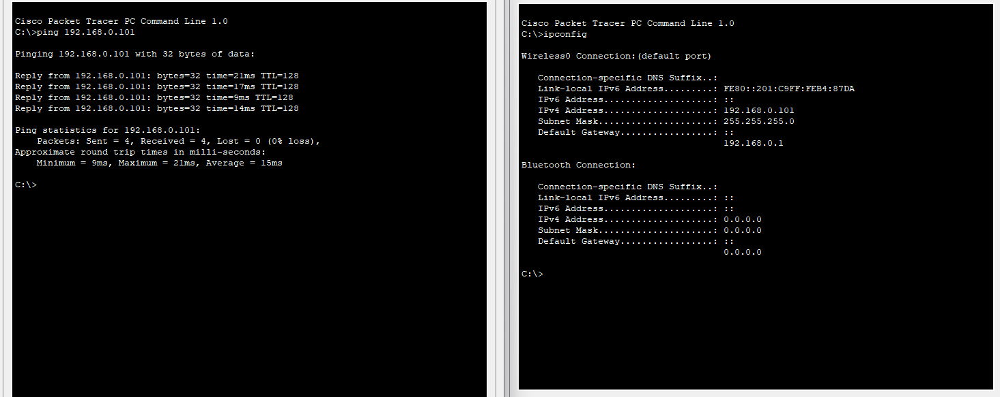 Cisco Packet Tracer PC Command Line 1.0
C:\>ping 192.168.0.101
Pinging 192.168.0.101 with 32 bytes of data:
Reply from 192.168.0.101: bytes=32 time=21ms TTL=128
Reply from 192.168.0.101: bytes=32 time=17ms TTL=128
Reply from 192.168.0.101: bytes=32 time=9ms TTL=128
Reply from 192.168.0.101: bytes=32 time=14ms TTL=128
Ping statistics for 192.168.0.101:
Packets: Sent = 4, Received = 4, Lost = 0 (0% loss),
Approximate round trip times in milli-seconds:
Minimum = 9ms, Maximum = 21ms, Average = 15ms
C:\>
Cisco Packet Tracer PC Command Line 1.0
C:\>ipconfig
Wireless0 Connection:(default port)
Connection-specific DNS Suffix..:
Link-local IPv6 Address.........: FE80::201:C9FF:FEB4:87DA
IPv6 Address....................: ::
IPv4 Address....................: 192.168.0.101
Subnet Mask.....................: 255.255.255.0
Default Gateway.................: ::
192.168.0.1
Bluetooth Connection:
Connection-specific DNS Suffix..:
Link-local IPv6 Address.........: ::
IPv6 Address....................: ::
IPv4 Address....................: 0.0.0.0
Subnet Mask.....................: 0.0.0.0
Default Gateway.................: ::
0.0.0.0
C:\>